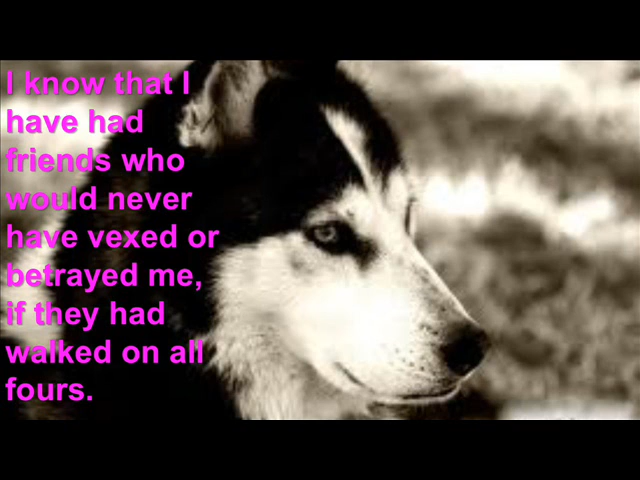 I know that I
have had
friends who
would never
have vexed or
betrayed me,
if they had
walked on all
fours.